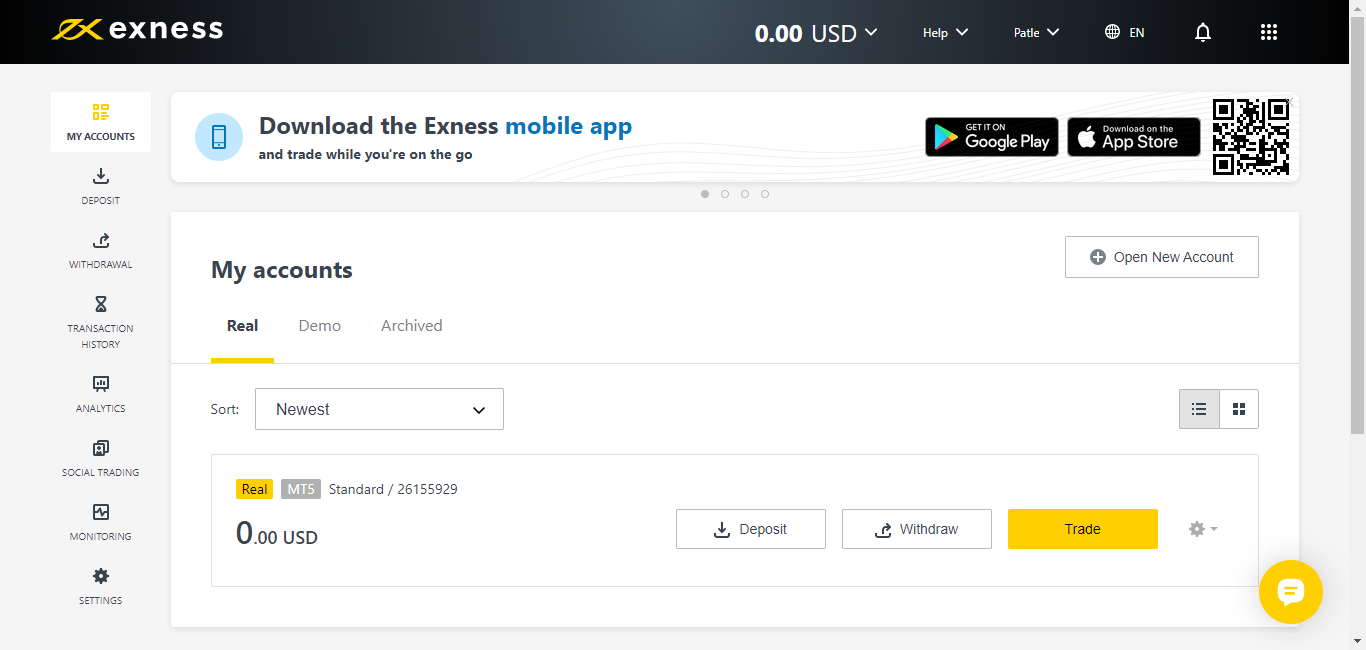 exness
0.00 USD
Help
Patle
EN
MY ACCOUNTS
DEPOSIT
WITHDRAWAL
TRANSACTION
HISTORY
ANALYTICS
SOCIAL TRADING
MONITORING
SETTINGS
Download the Exness mobile app
and trade while you're on the go
GET IT ON
Google Play
Download on the
App Store
My accounts
Open New Account
Real
Demo
Archived
Sort:
Newest
Real MT5 Standard / 26155929
0.00 USD
Deposit
Withdraw
Trade